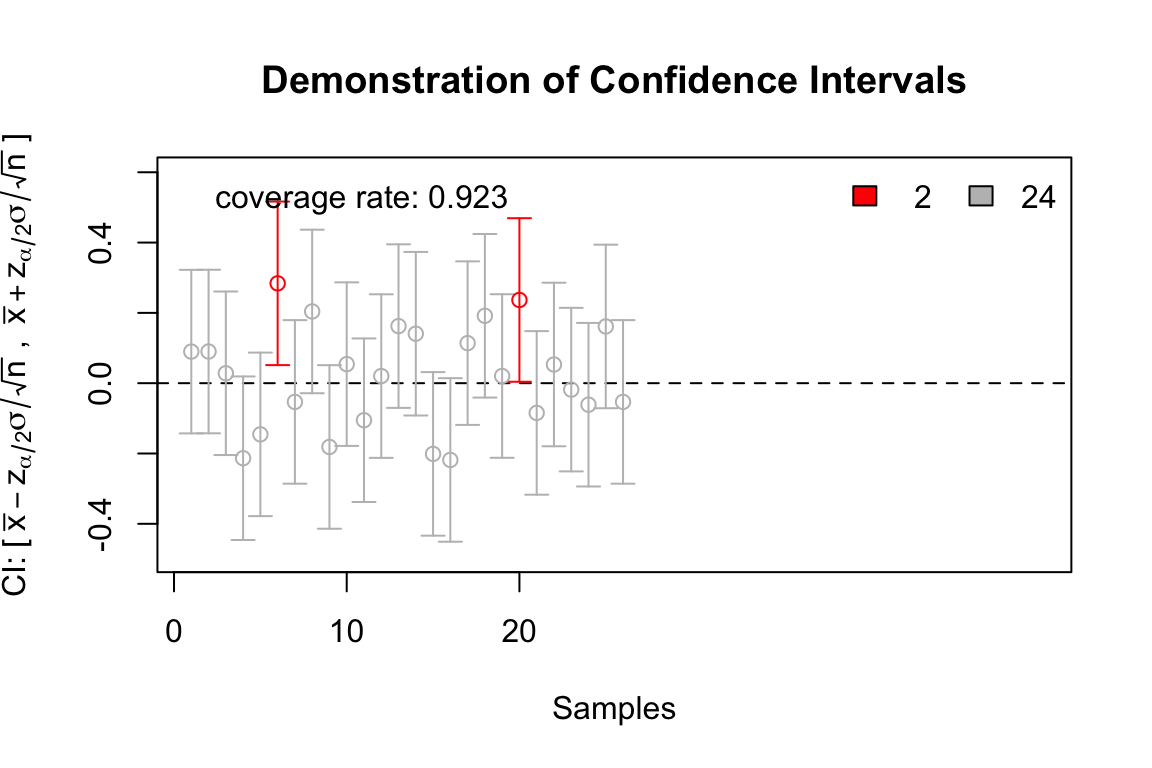 Demonstration of Confidence Intervals
coverage rate: 0.923
2
24
CI: [ x̅ − zα/2σ/√n , x̅ + zα/2σ/√n ]
0.4
0.0
-0.4
0
10
20
Samples